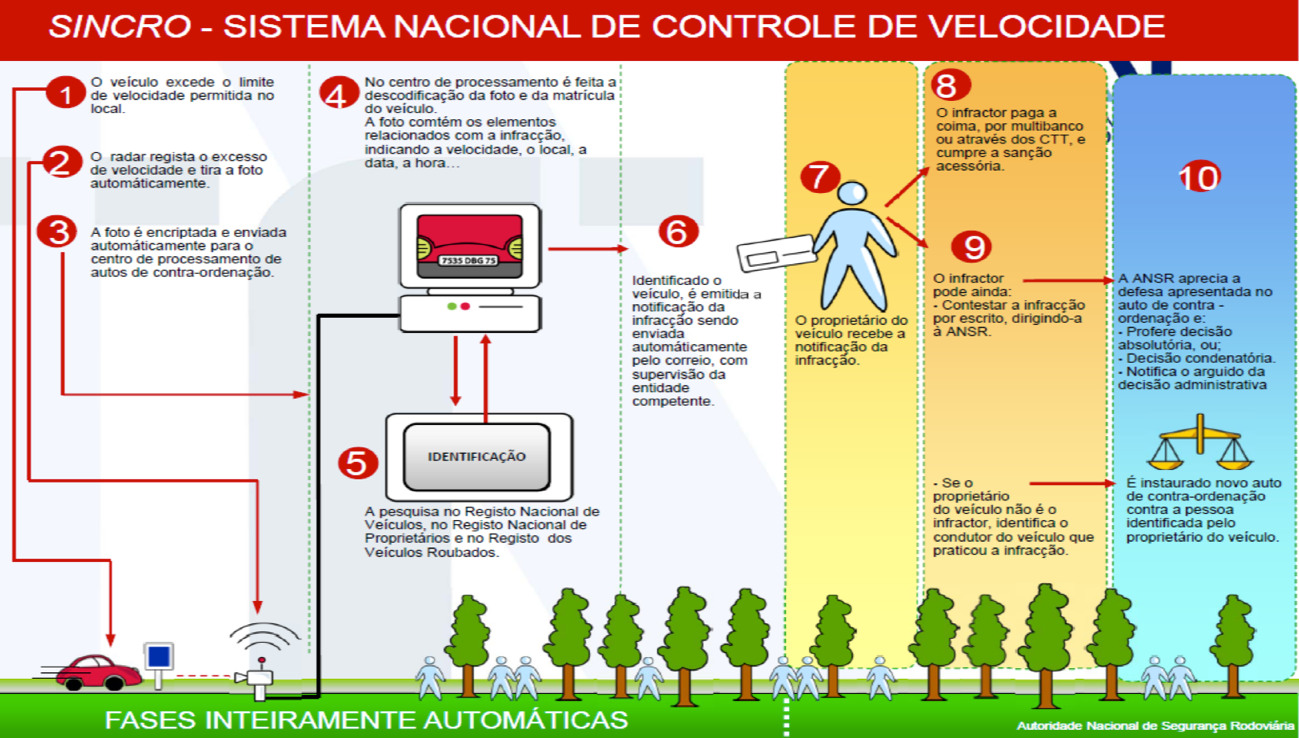 SINCRO - SISTEMA NACIONAL DE CONTROLE DE VELOCIDADE
1
O veículo excede o limite
de velocidade permitida no
local.
2
O radar regista o excesso
de velocidade e tira a foto
automáticamente.
3
A foto é encriptada e enviada
automáticamente para o
centro de processamento de
autos de contra-ordenação.
4
No centro de processamento é feita a
descodificação da foto e da matrícula
do veículo.
A foto comtém os elementos
relacionados com a infracção,
indicando a velocidade, o local, a
data, a hora…
7535 DBG 75
5
IDENTIFICAÇÃO
A pesquisa no Registo Nacional de
Veículos, no Registo Nacional de
Proprietários e no Registo dos
Veículos Roubados.
6
Identificado o
veículo, é emitida a
notificação da
infracção sendo
enviada
automáticamente
pelo correio, com
supervisão da
entidade
competente.
7
O proprietário do
veículo recebe a
notificação da
infracção.
8
O infractor paga a
coima, por multibanco
ou através dos CTT, e
cumpre a sanção
acessória.
9
O infractor
pode ainda:
- Contestar a infracção
por escrito, dirigindo-a
à ANSR.
- Se o
proprietário
do veículo não é o
infractor, identifica o
condutor do veículo que
praticou a infracção.
10
A ANSR aprecia a
defesa apresentada no
auto de contra -
ordenação e:
- Profere decisão
absolutória, ou;
- Decisão condenatória.
- Notifica o arguido da
decisão administrativa
É instaurado novo auto
de contra-ordenação
contra a pessoa
identificada pelo
proprietário do veículo.
FASES INTEIRAMENTE AUTOMÁTICAS
Autoridade Nacional de Segurança Rodoviária